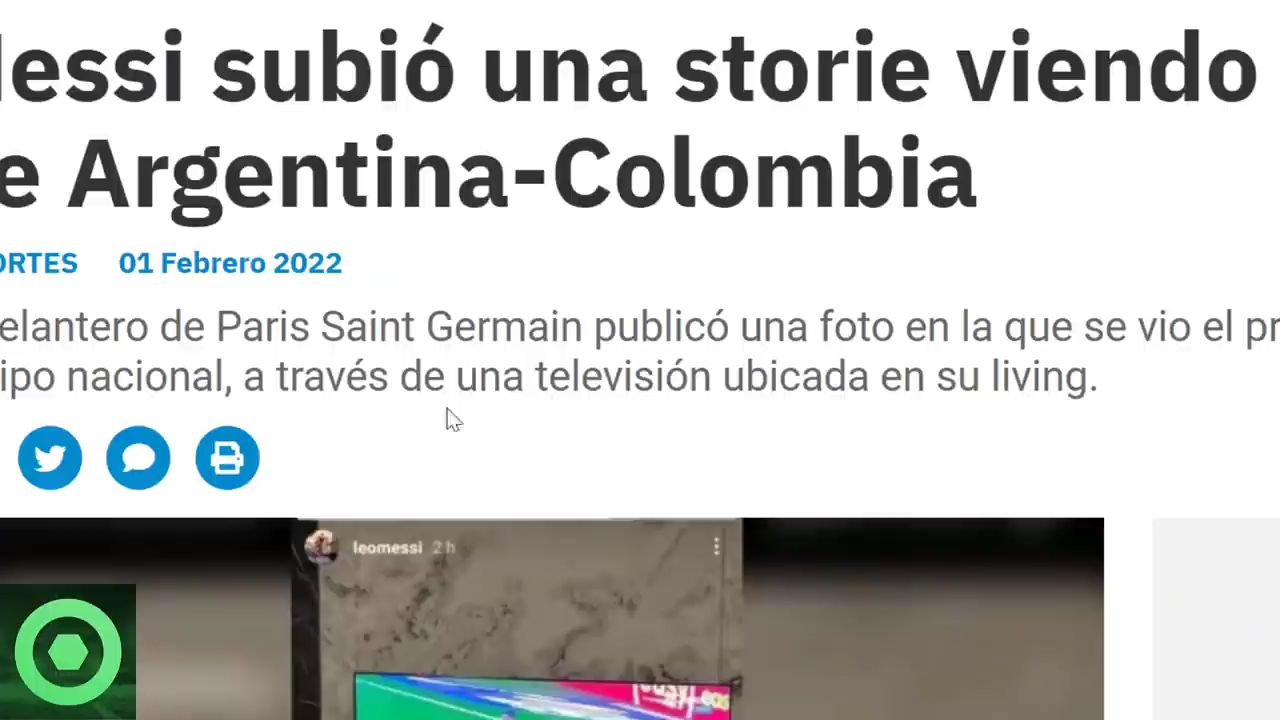 essi subió una storie viendo
e Argentina-Colombia
ORTES 01 Febrero 2022
elantero de Paris Saint Germain publicó una foto en la que se vio el pr
ipo nacional, a través de una televisión ubicada en su living.
leomessi 2 h